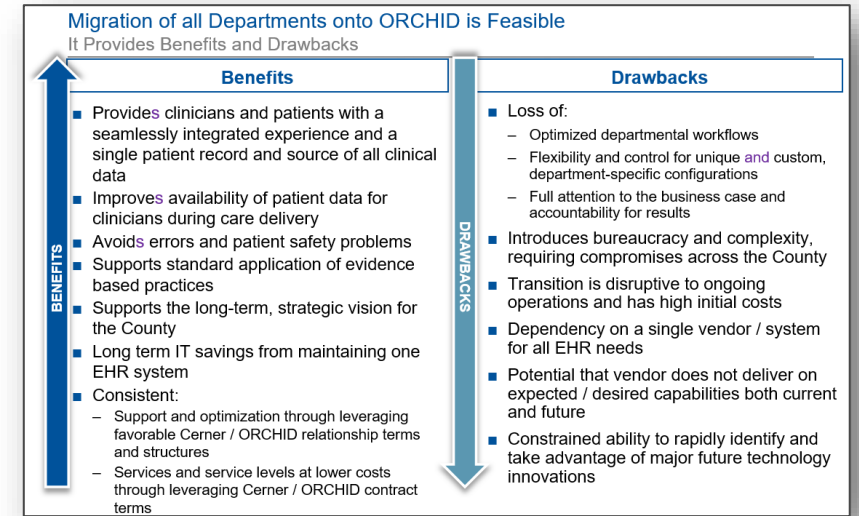 Migration of all Departments onto ORCHID is Feasible
It Provides Benefits and Drawbacks
Benefits
■ Provides clinicians and patients with a
seamlessly integrated experience and a
single patient record and source of all clinical
data
■ Improves availability of patient data for
clinicians during care delivery
■ Avoids errors and patient safety problems
■ Supports standard application of evidence
based practices
■ Supports the long-term, strategic vision for
the County
■ Long term IT savings from maintaining one
EHR system
■ Consistent:
– Support and optimization through leveraging
favorable Cerner / ORCHID relationship terms
and structures
– Services and service levels at lower costs
through leveraging Cerner / ORCHID contract
terms
BENEFITS
Drawbacks
■ Loss of:
– Optimized departmental workflows
– Flexibility and control for unique and custom,
department-specific configurations
– Full attention to the business case and
accountability for results
■ Introduces bureaucracy and complexity,
requiring compromises across the County
■ Transition is disruptive to ongoing
operations and has high initial costs
■ Dependency on a single vendor / system
for all EHR needs
■ Potential that vendor does not deliver on
expected / desired capabilities both current
and future
■ Constrained ability to rapidly identify and
take advantage of major future technology
innovations
DRAWBACKS